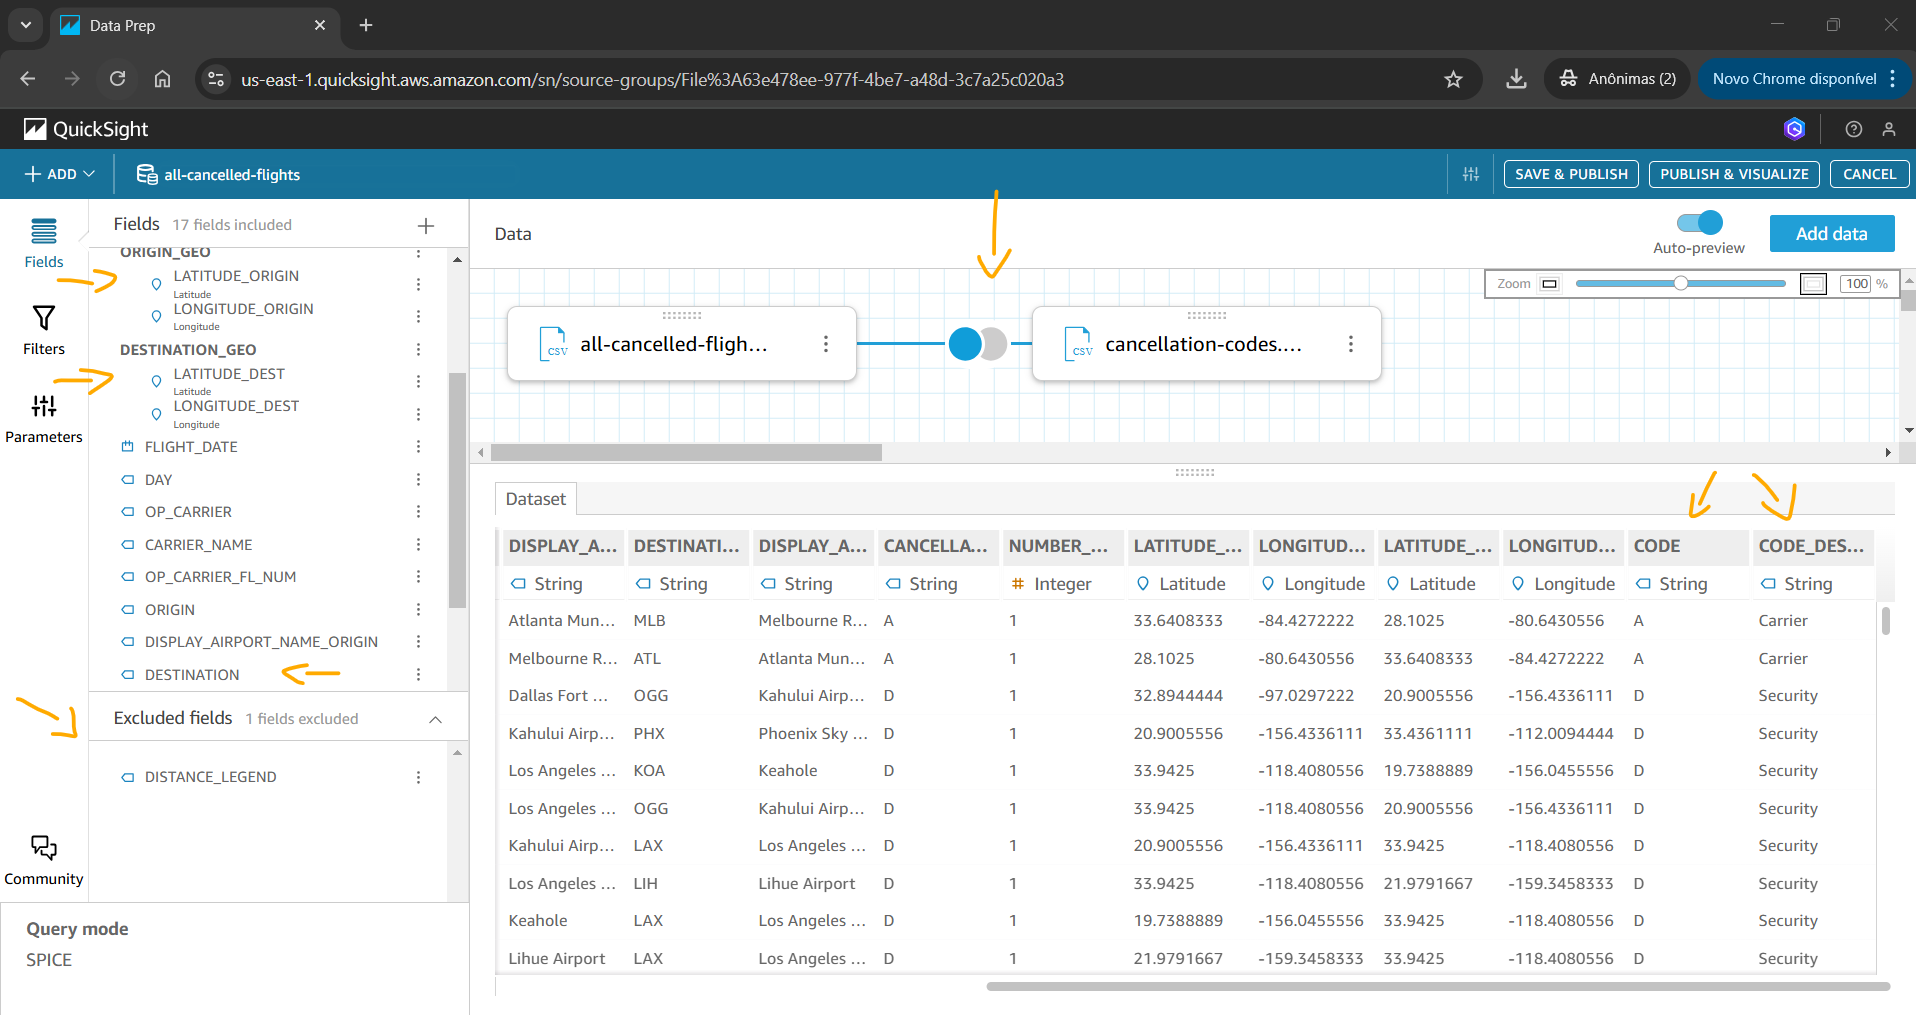 Data Prep
us-east-1.quicksight.aws.amazon.com/sn/source-groups/File%3A63e478ee-977f-4be7-a48d-3c7a25c020a3
Anônimas (2)
Novo Chrome disponível
QuickSight
ADD
all-cancelled-flights
SAVE & PUBLISH
PUBLISH & VISUALIZE
CANCEL
Fields
Filters
Parameters
Community
Fields 17 fields included
ORIGIN_GEO
LATITUDE_ORIGIN
Latitude
LONGITUDE_ORIGIN
Longitude
DESTINATION_GEO
LATITUDE_DEST
Latitude
LONGITUDE_DEST
Longitude
FLIGHT_DATE
DAY
OP_CARRIER
CARRIER_NAME
OP_CARRIER_FL_NUM
ORIGIN
DISPLAY_AIRPORT_NAME_ORIGIN
DESTINATION
Excluded fields 1 fields excluded
DISTANCE_LEGEND
Query mode
SPICE
Data
Auto-preview
Add data
Zoom 100 %
CSV all-cancelled-fligh...
CSV cancellation-codes....
Dataset
DISPLAY_A... DESTINATI... DISPLAY_A... CANCELLA... NUMBER_... LATITUDE_... LONGITUD... LATITUDE_... LONGITUD... CODE CODE_DES...
String String String String # Integer Latitude Longitude Latitude Longitude String String
Atlanta Mun... MLB Melbourne R... A 1 33.6408333 -84.4272222 28.1025 -80.6430556 A Carrier
Melbourne R... ATL Atlanta Mun... A 1 28.1025 -80.6430556 33.6408333 -84.4272222 A Carrier
Dallas Fort ... OGG Kahului Airp... D 1 32.8944444 -97.0297222 20.9005556 -156.4336111 D Security
Kahului Airp... PHX Phoenix Sky ... D 1 20.9005556 -156.4336111 33.4361111 -112.0094444 D Security
Los Angeles ... KOA Keahole D 1 33.9425 -118.4080556 19.7388889 -156.0455556 D Security
Los Angeles ... OGG Kahului Airp... D 1 33.9425 -118.4080556 20.9005556 -156.4336111 D Security
Kahului Airp... LAX Los Angeles ... D 1 20.9005556 -156.4336111 33.9425 -118.4080556 D Security
Los Angeles ... LIH Lihue Airport D 1 33.9425 -118.4080556 21.9791667 -159.3458333 D Security
Keahole LAX Los Angeles ... D 1 19.7388889 -156.0455556 33.9425 -118.4080556 D Security
Lihue Airport LAX Los Angeles ... D 1 21.9791667 -159.3458333 33.9425 -118.4080556 D Security